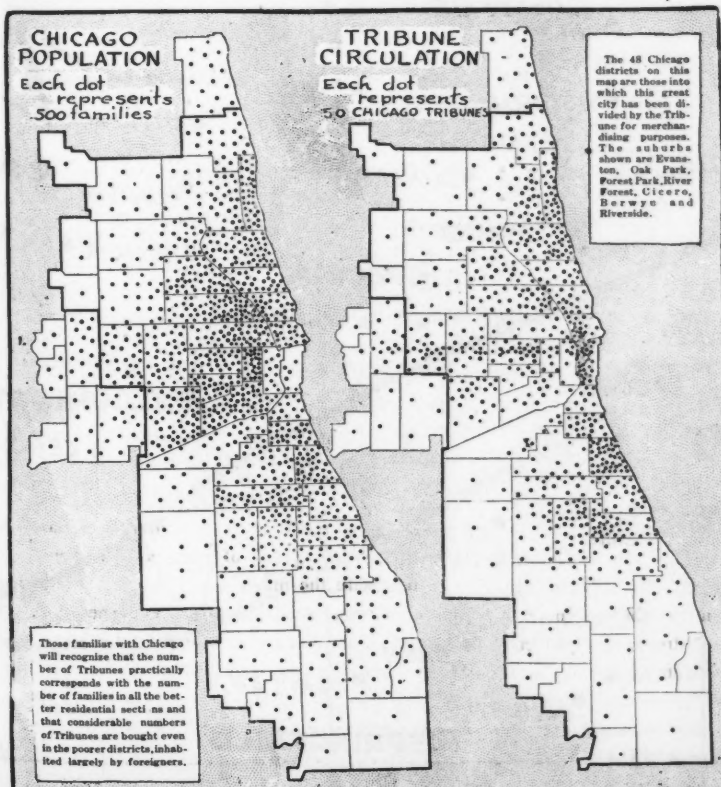 CHICAGO
POPULATION
Each dot
represents
500 families
TRIBUNE
CIRCULATION
Each dot
represents
50 CHICAGO TRIBUNES
The 48 Chicago
districts on this
map are those into
which this great
city has been di-
vided by the Trib-
une for merchan-
dising purposes.
The suburbs
shown are Evans-
ton, Oak Park,
Forest Park, River
Forest, Cicero,
Berwyn and
Riverside.
1.
Those familiar with Chicago
will recognize that the num-
ber of Tribunes practically
corresponds with the num-
ber of families in all the bet-
ter residential secti ns and
that considerable numbers
of Tribunes are bought even
in the poorer districts, inhab-
ited largely by foreigners.